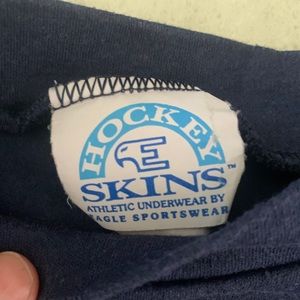 HOCKEY
SKINS™
ATHLETIC UNDERWEAR BY
EAGLE SPORTSWEAR